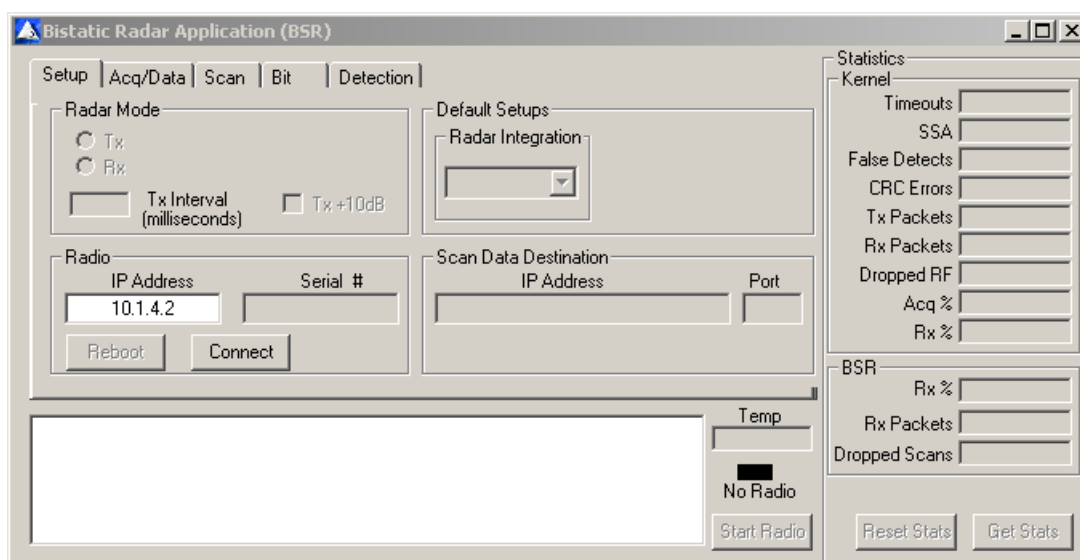 Bistatic Radar Application (BSR)
Setup Acq/Data Scan Bit Detection
Radar Mode
Tx
Rx
Tx Interval
(milliseconds)
Tx +10dB
Default Setups
Radar Integration
Radio
IP Address Serial #
10.1.4.2
Reboot Connect
Scan Data Destination
IP Address Port
Temp
No Radio
Start Radio
Statistics
Kernel
Timeouts
SSA
False Detects
CRC Errors
Tx Packets
Rx Packets
Dropped RF
Acq %
Rx %
BSR
Rx %
Rx Packets
Dropped Scans
Reset Stats Get Stats